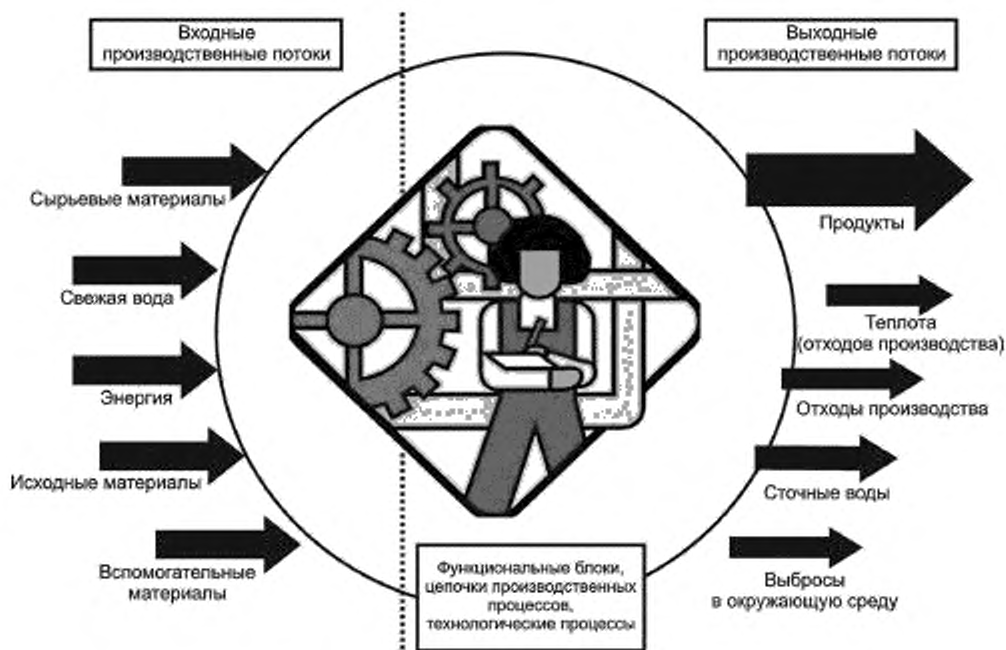 Входные
производственные потоки
Выходные
производственные потоки
Сырьевые материалы
Свежая вода
Энергия
Исходные материалы
Вспомогательные
материалы
Продукты
Теплота
(отходов производства)
Отходы производства
Сточные воды
Выбросы
в окружающую среду
Функциональные блоки,
цепочки производственных
процессов,
технологические процессы